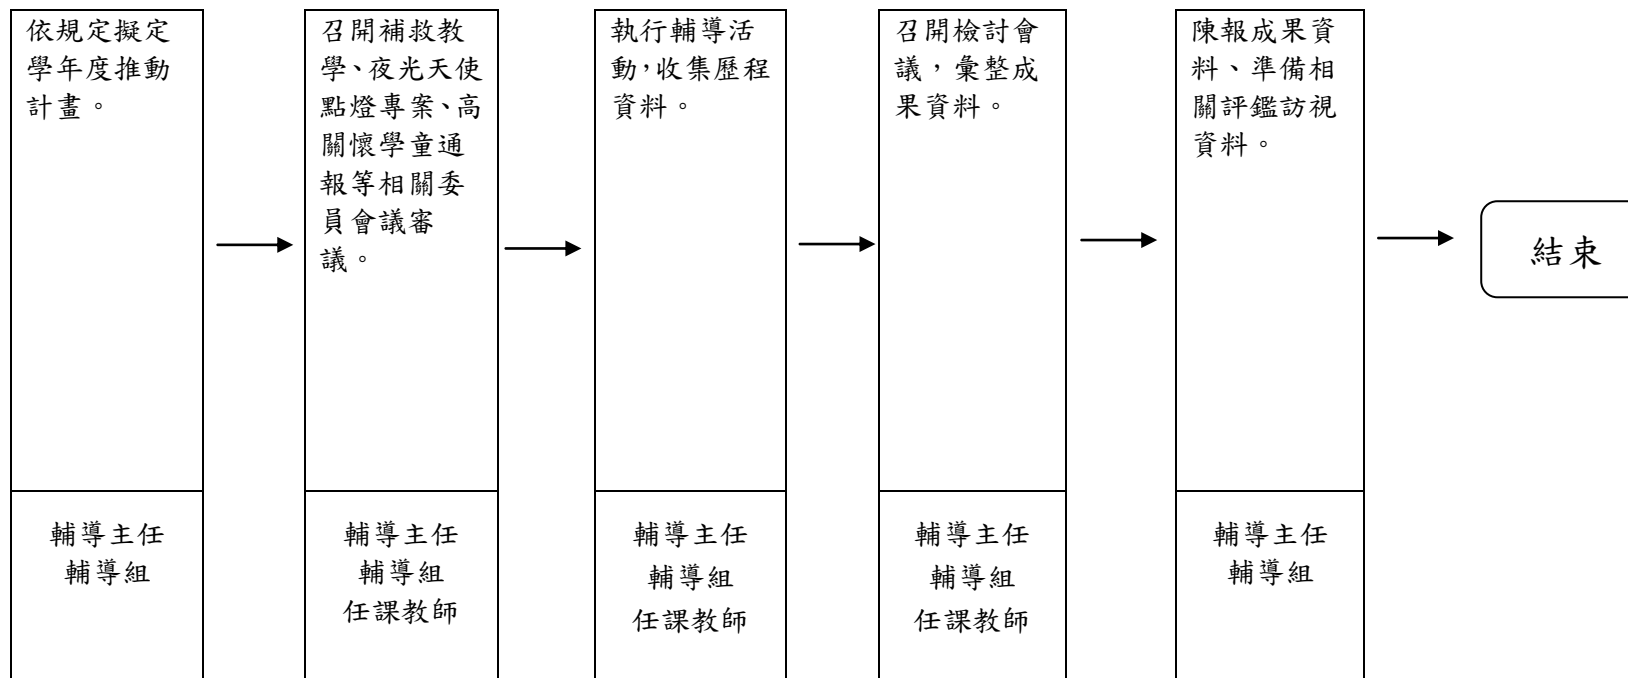 依規定擬定
學年度推動
計畫。
召開補救教
學、夜光天使
點燈專案、高
關懷學童通
報等相關委
員會議審
議。
執行輔導活
動,收集歷程
資料。
召開檢討會
議,彙整成
果資料。
陳報成果資
料、準備相
關評鑑訪視
資料。
結束
輔導主任
輔導組
輔導主任
輔導組
任課教師
輔導主任
輔導組
任課教師
輔導主任
輔導組
任課教師
輔導主任
輔導組